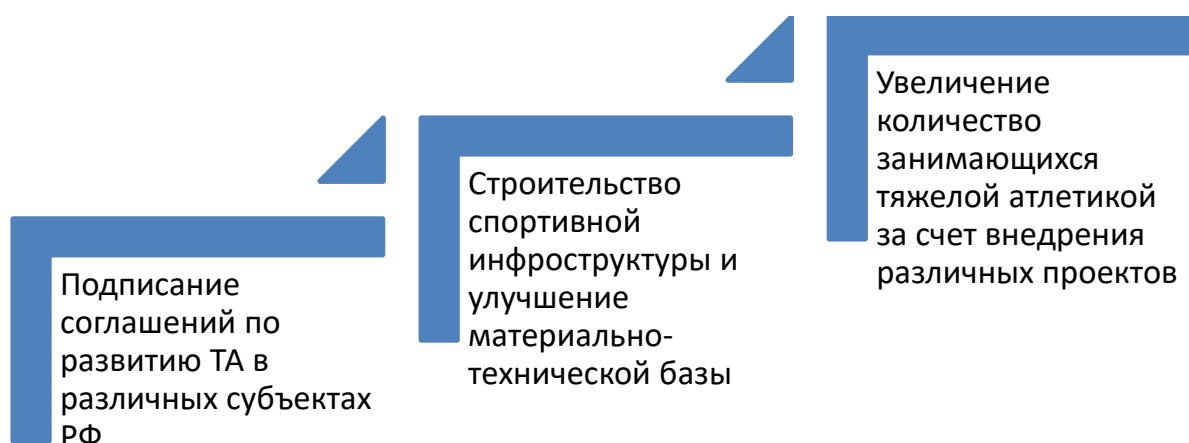 Подписание
соглашений по
развитию ТА в
различных субъектах
РФ
Строительство
спортивной
инфроструктуры и
улучшение
материально-
технической базы
Увеличение
количество
занимающихся
тяжелой атлетикой
за счет внедрения
различных проектов